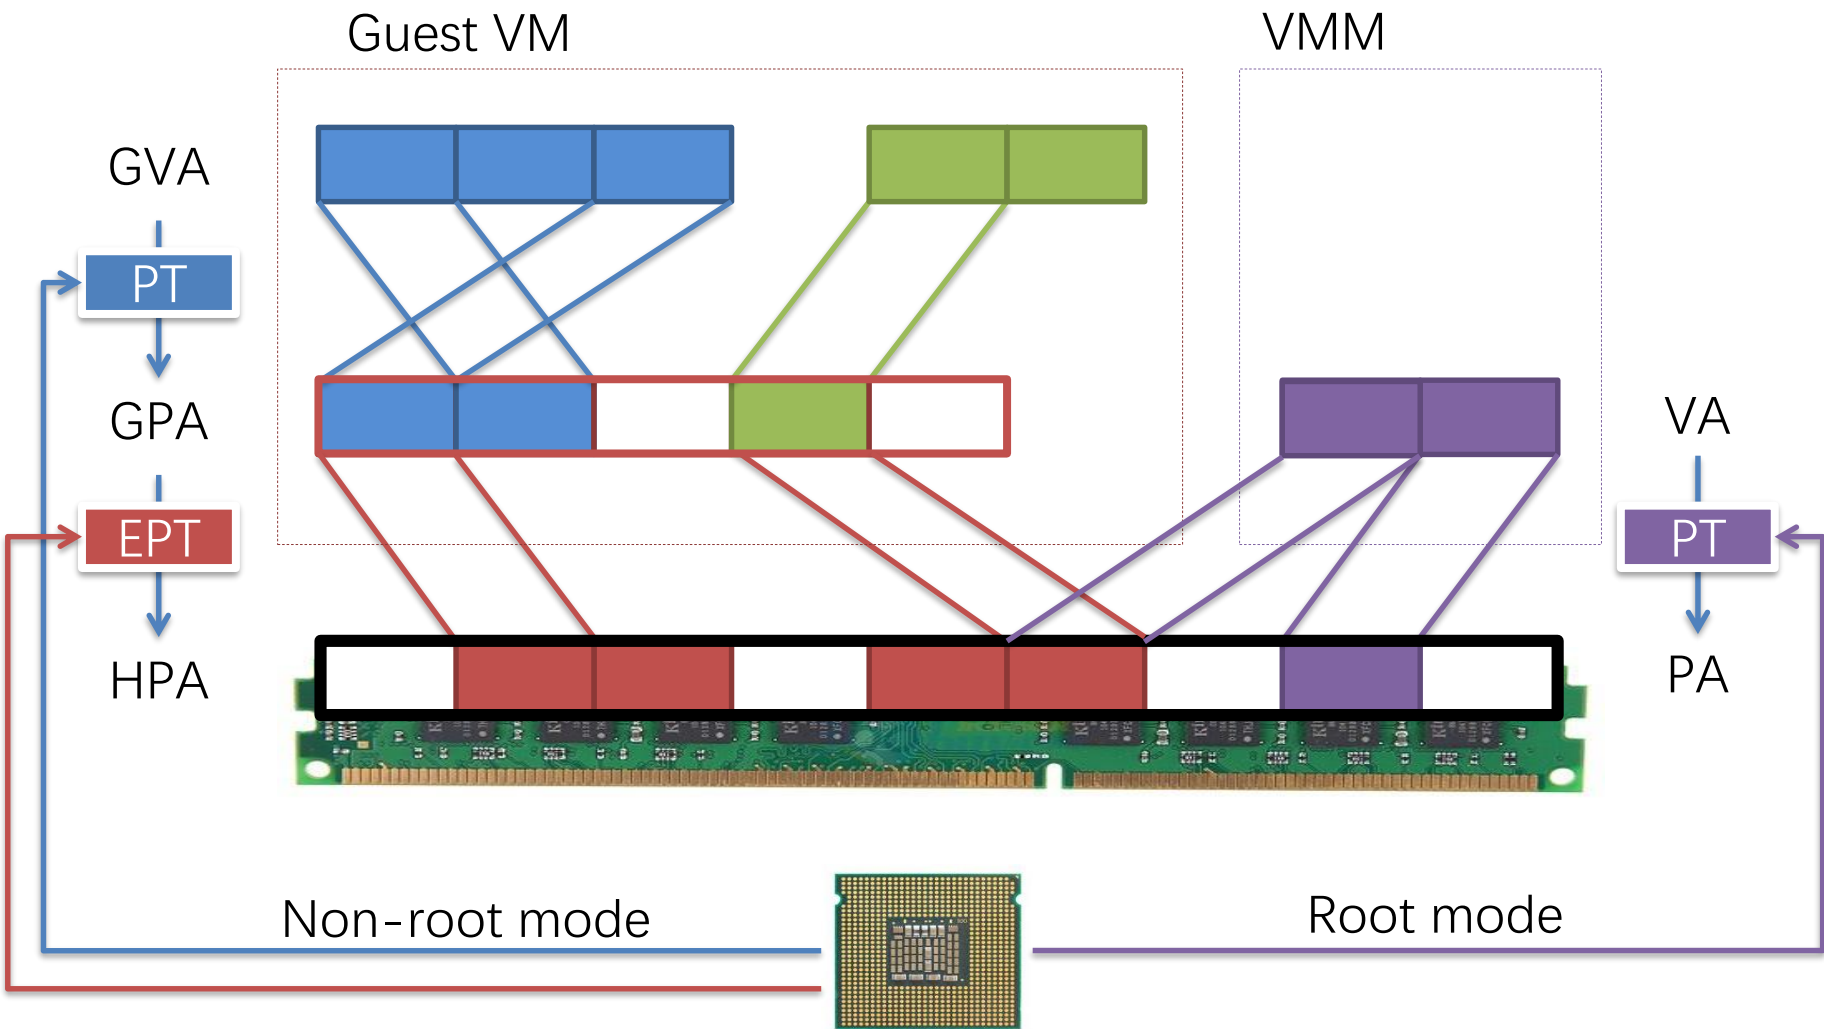 Guest VM
VMM
GVA
PT
GPA
VA
EPT
PT
HPA
PA
Non-root mode
Root mode